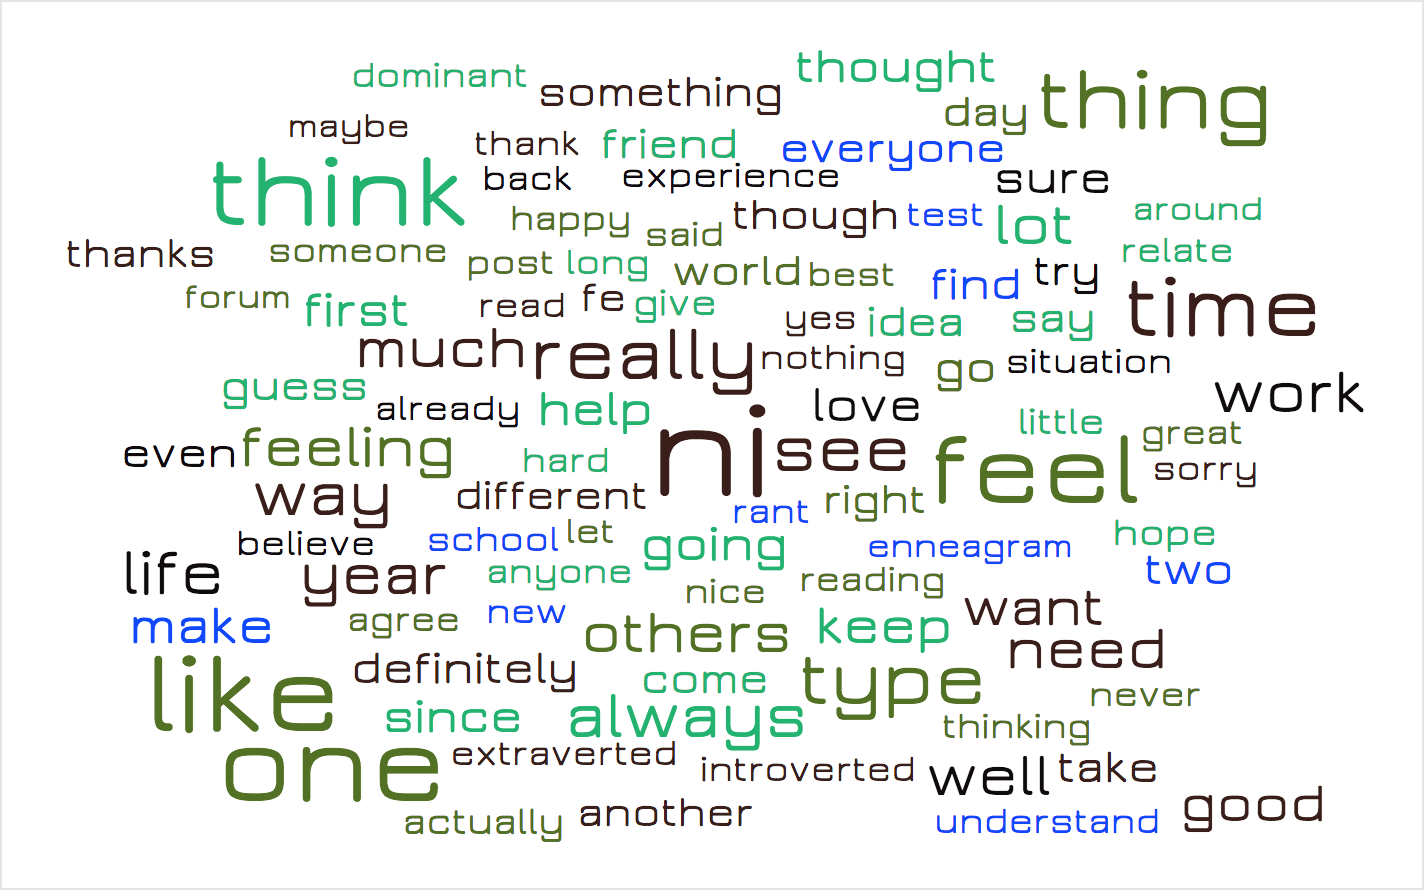 dominant
something
thought
day
thing
maybe
thank
friend
everyone
think
back
experience
sure
happy
said
though
test
lot
around
thanks
someone
post
long
world
best
find
try
relate
forum
first
read
fe
give
yes
idea
say
time
much
really
nothing
go
situation
guess
already
help
love
work
even
feeling
hard
ni
see
feel
little
great
sorry
way
different
rant
right
believe
school
let
going
enneagram
hope
life
year
anyone
nice
reading
two
make
agree
new
others
keep
want
need
like
definitely
come
type
never
since
always
thinking
one
extraverted
introverted
well
take
actually
another
understand
good